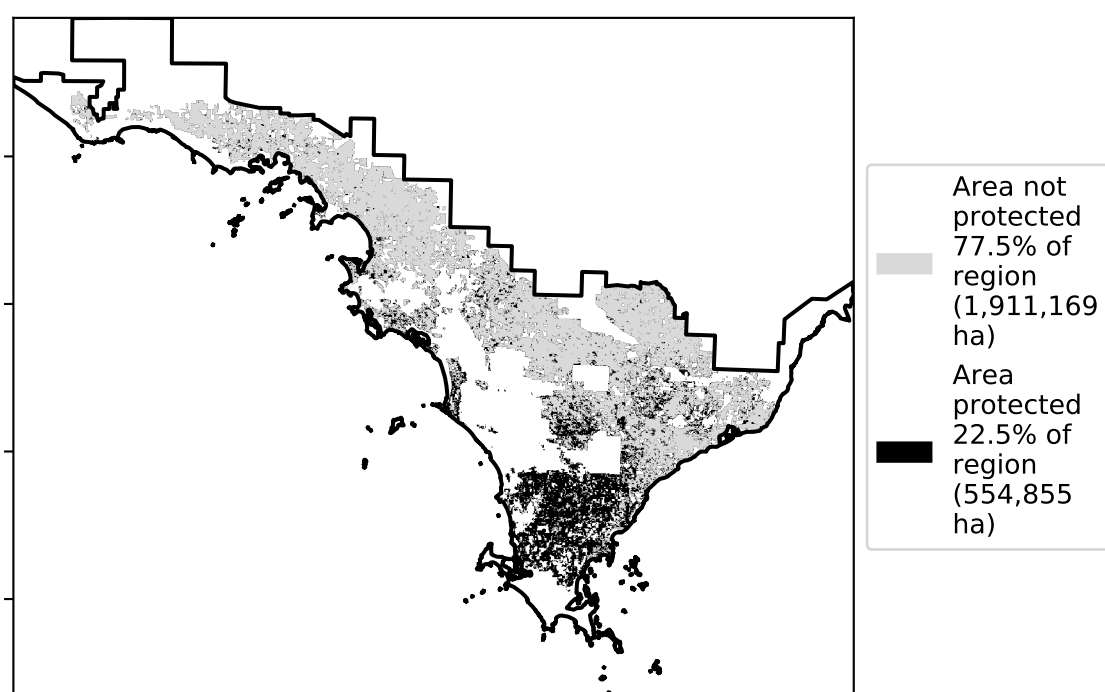 Area not
protected
77.5% of
region
(1,911,169
ha)
Area
protected
22.5% of
region
(554,855
ha)